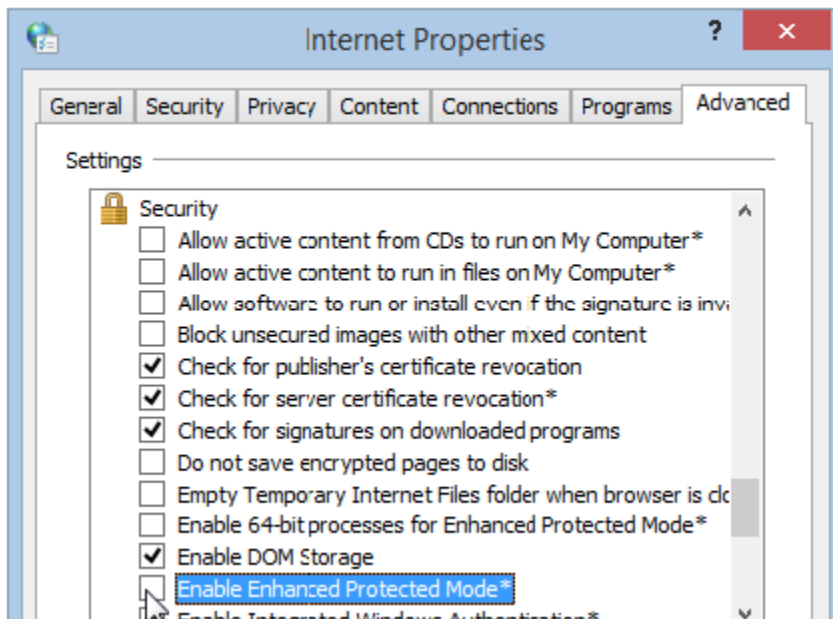 Internet Properties
?
General Security Privacy Content Connections Programs Advanced
Settings
Security
Allow active content from CDs to run on My Computer*
Allow active content to run in files on My Computer*
Allow software to run or install even if the signature is inva
Block unsecured images with other mixed content
Check for publisher's certificate revocation
Check for server certificate revocation*
Check for signatures on downloaded programs
Do not save encrypted pages to disk
Empty Temporary Internet Files folder when browser is clo
Enable 64-bit processes for Enhanced Protected Mode*
Enable DOM Storage
Enable Enhanced Protected Mode*
Enable Integrated Windows Authentication*